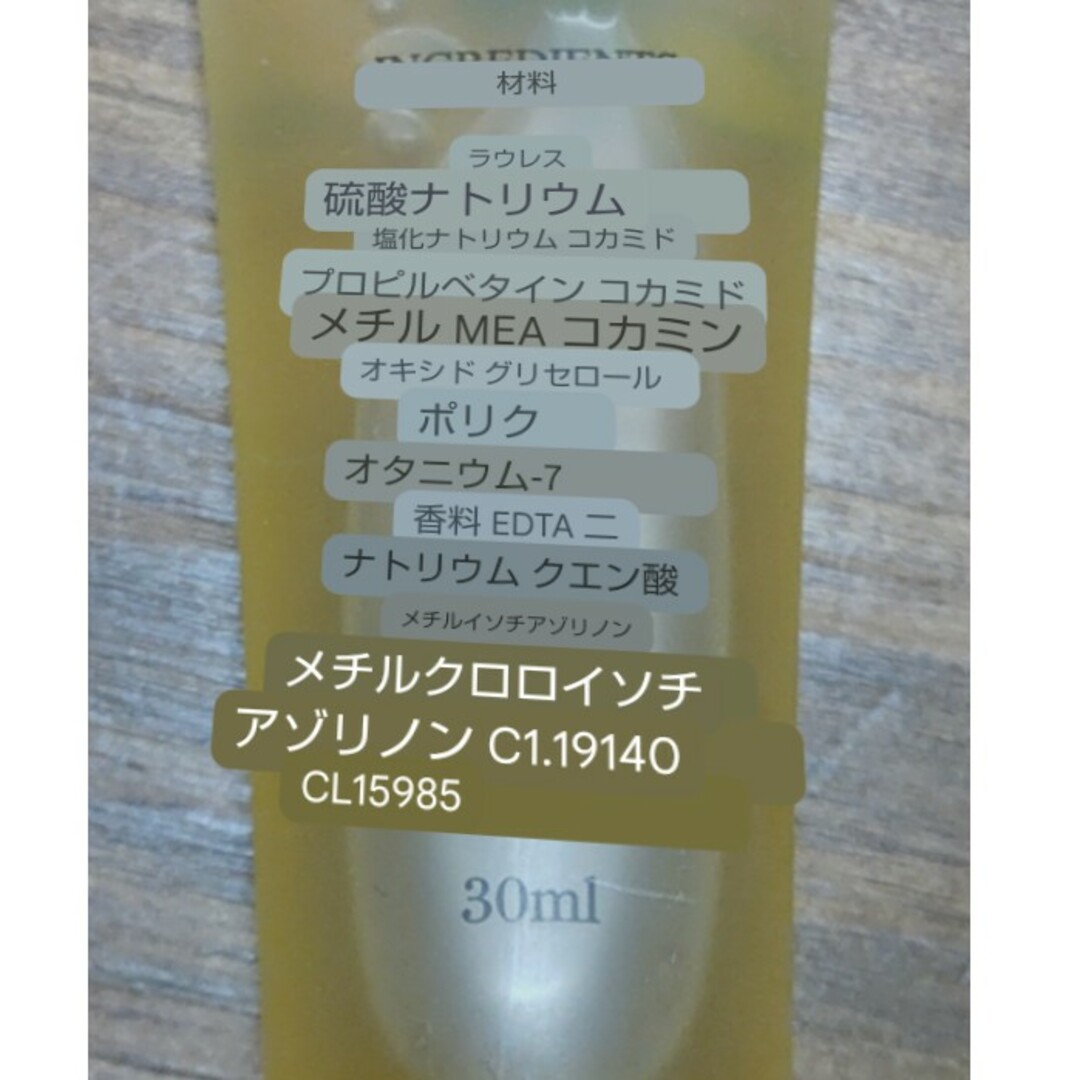 INGREDIENTS
材料
ラウレス
硫酸ナトリウム
塩化ナトリウム コカミド
プロピルベタイン コカミド
メチル MEA コカミン
オキシド グリセロール
ポリク
オタニウム-7
香料 EDTA 二
ナトリウム クエン酸
メチルイソチアゾリノン
メチルクロロイソチ
アゾリノン C1.19140
CL15985
30ml